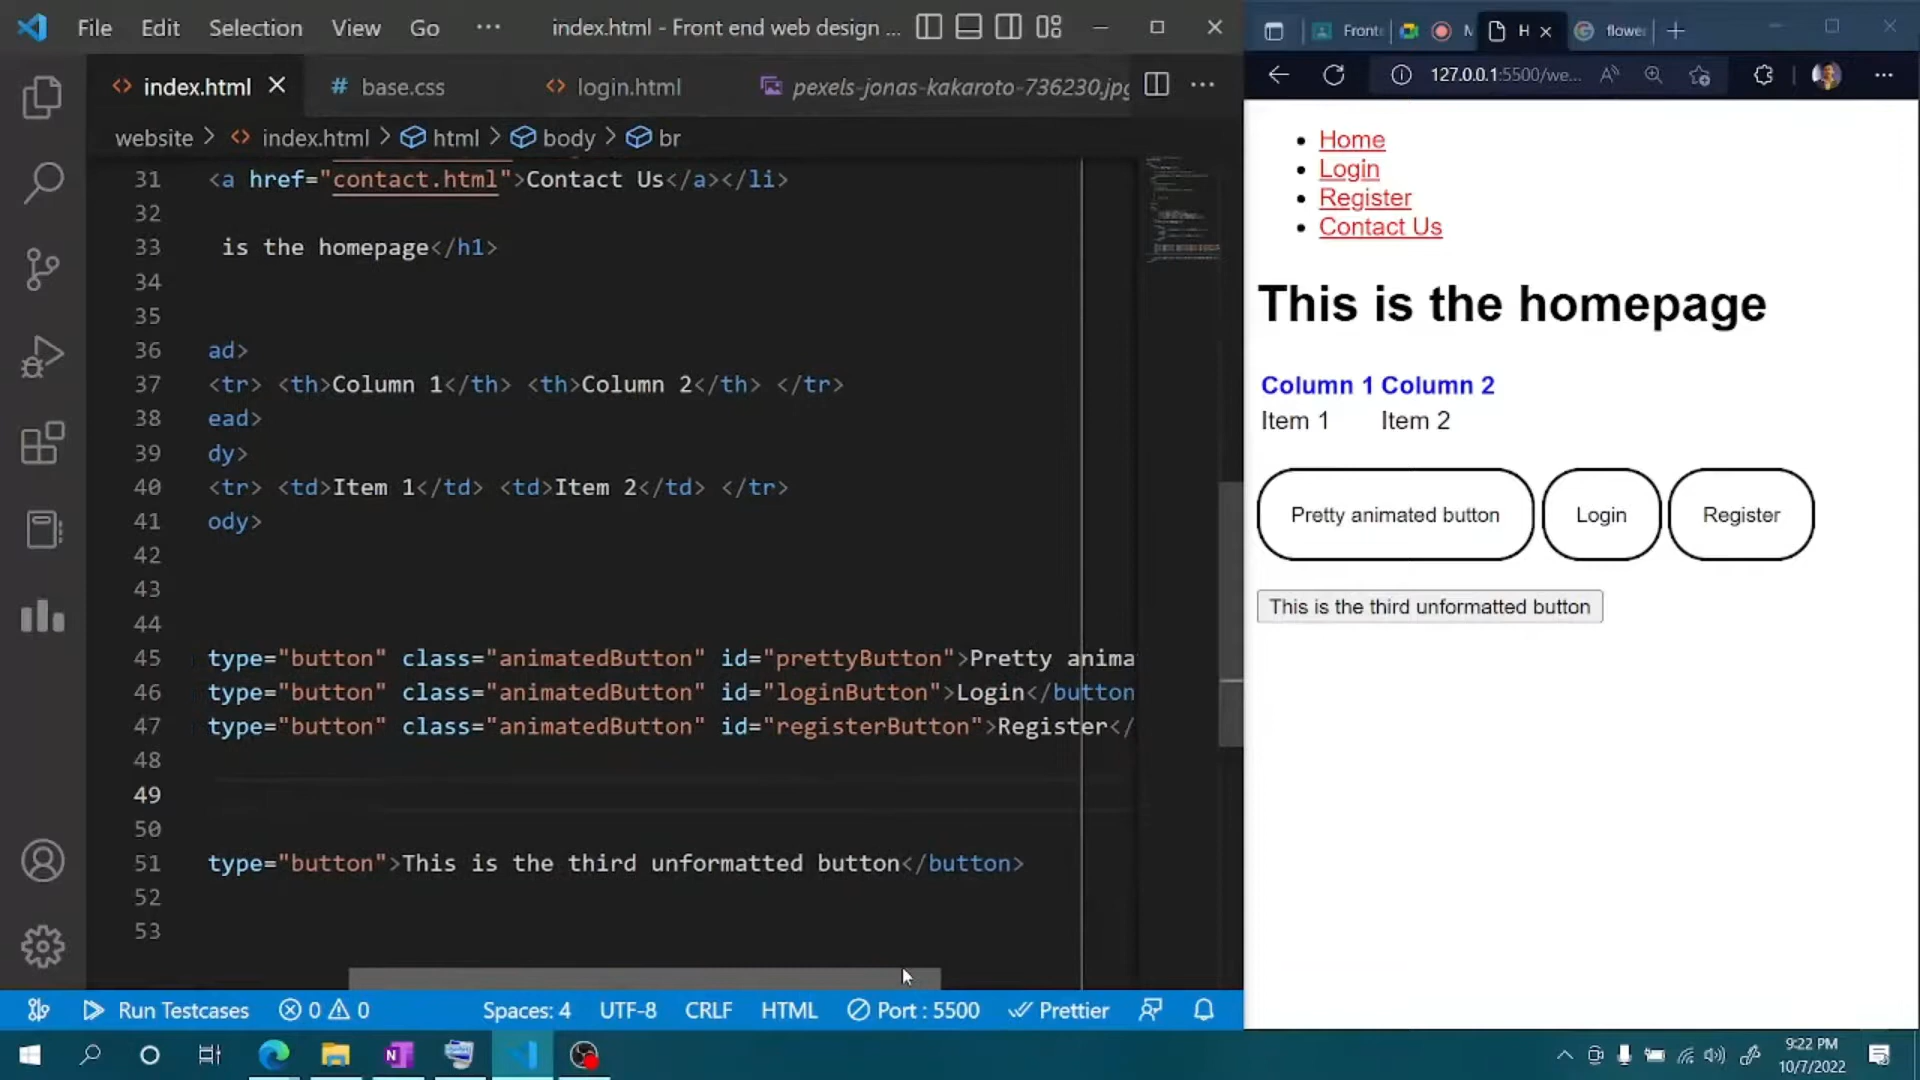 File Edit Selection View Go ··· index.html - Front end web design ...
index.html base.css login.html pexels-jonas-kakaroto-736230.jpg
website > index.html > html > body > br
31 <a href="contact.html">Contact Us</a></li>
32
33 is the homepage</h1>
34
35
36 ad>
37 <tr> <th>Column 1</th> <th>Column 2</th> </tr>
38 ead>
39 dy>
40 <tr> <td>Item 1</td> <td>Item 2</td> </tr>
41 ody>
42
43
44
45 type="button" class="animatedButton" id="prettyButton">Pretty anima
46 type="button" class="animatedButton" id="loginButton">Login</button
47 type="button" class="animatedButton" id="registerButton">Register</
48
49
50
51 type="button">This is the third unformatted button</button>
52
53
Run Testcases 0 0 Spaces: 4 UTF-8 CRLF HTML Port : 5500 Prettier
Front M H flowe
127.0.0.1:5500/we...
Home
Login
Register
Contact Us
This is the homepage
Column 1 Column 2
Item 1 Item 2
Pretty animated button Login Register
This is the third unformatted button
9:22 PM
10/7/2022